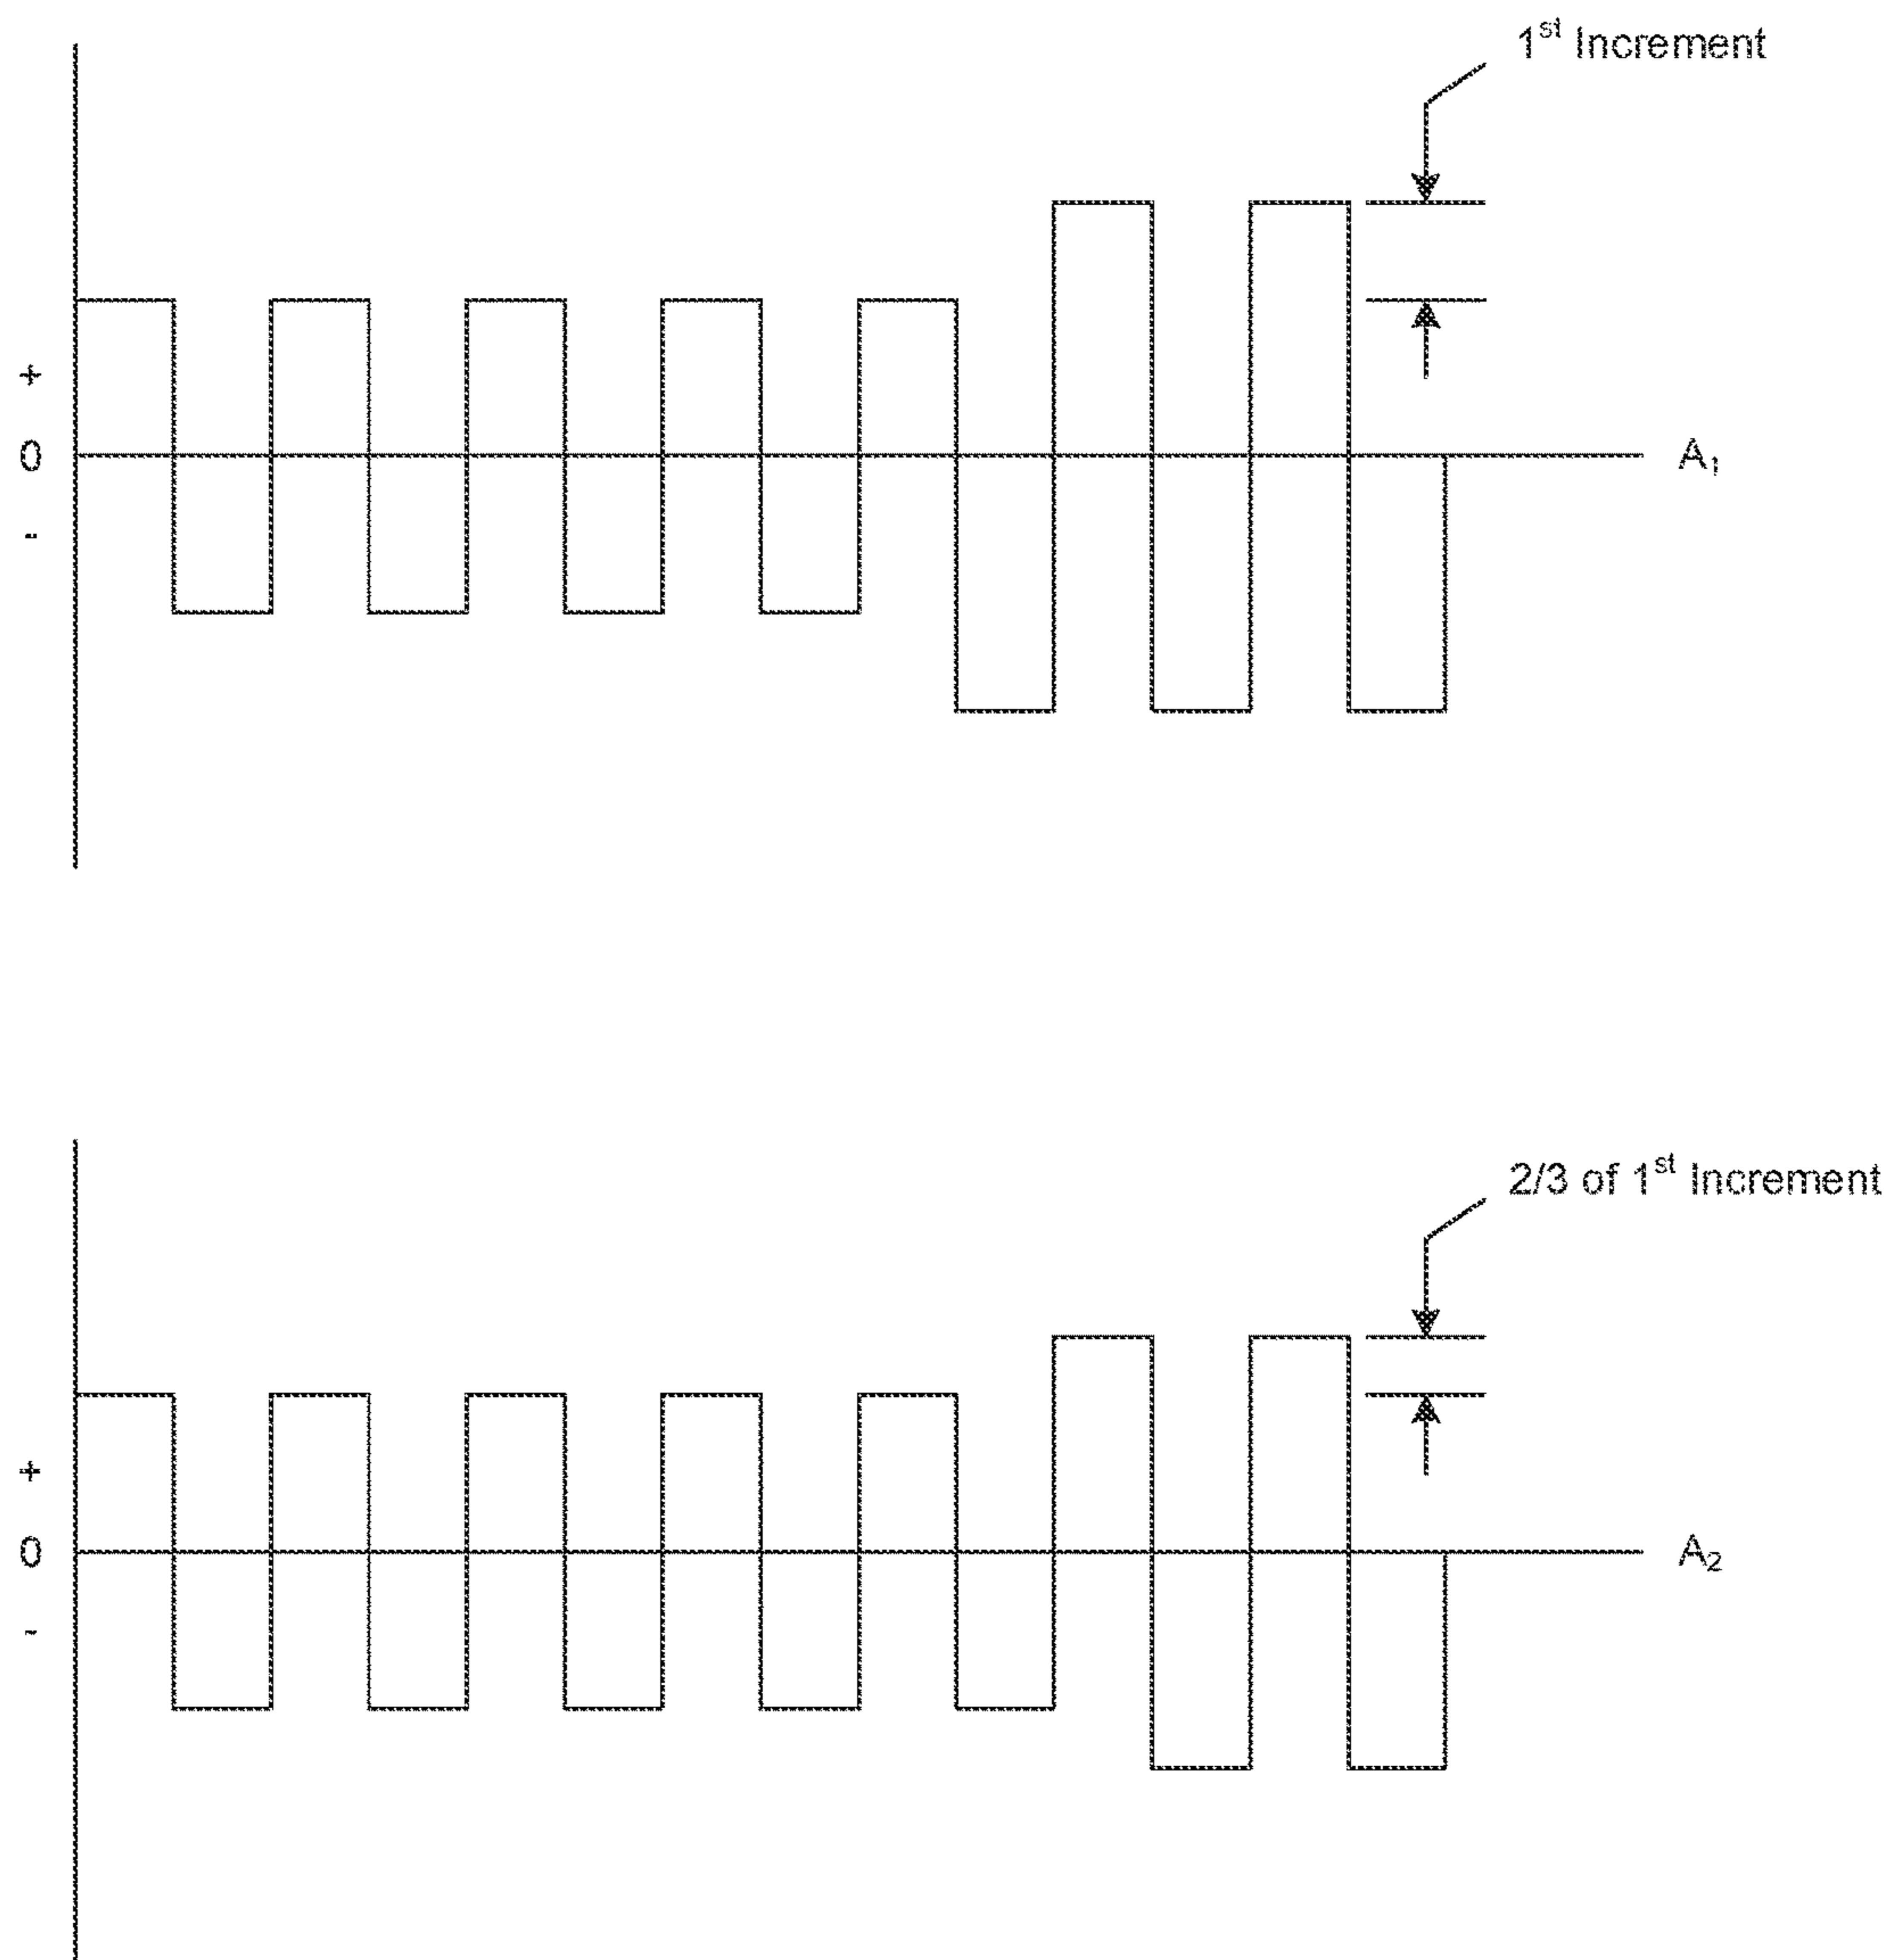 1st Increment
+
0
-
A1
2/3 of 1st Increment
+
0
-
A2